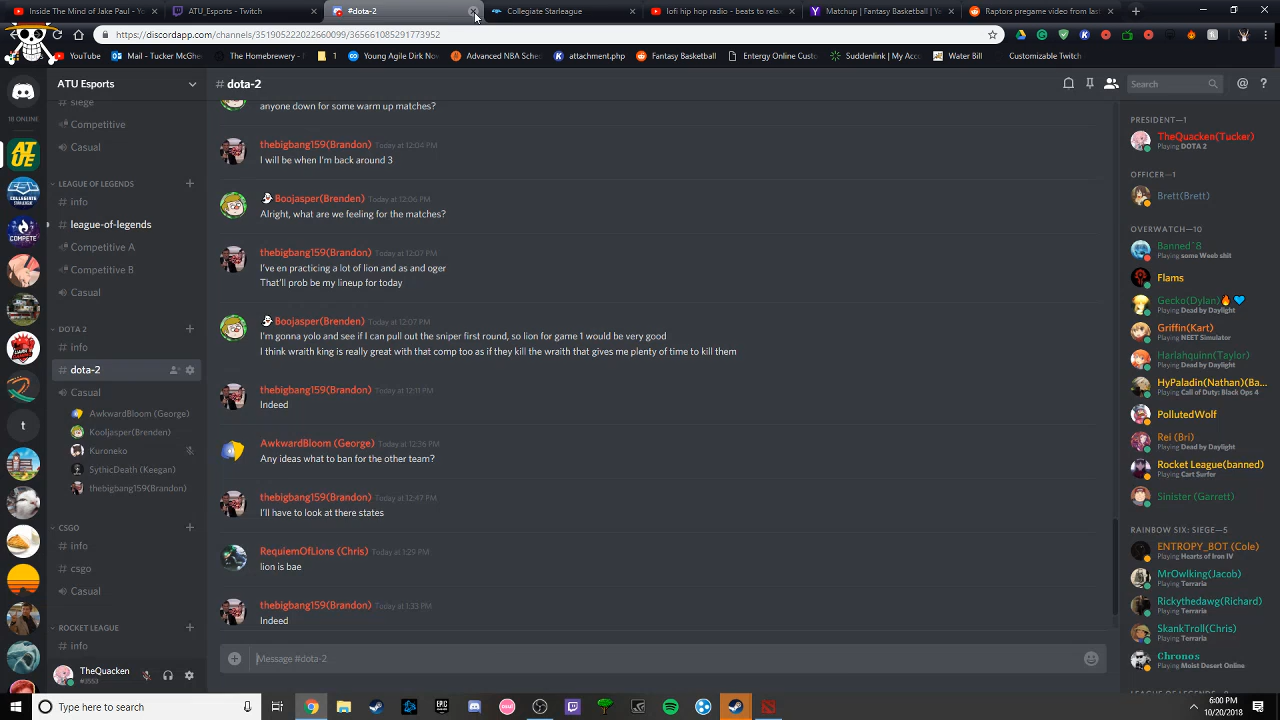 Inside The Mind of Jake Paul - Yo
ATU_Esports - Twitch
#dota-2
Collegiate Starleague
lofi hip hop radio - beats to relax/
Matchup | Fantasy Basketball | Ya
Raptors pregame video from last
https://discordapp.com/channels/351905222022660099/365661085291773952
YouTube
Mail - Tucker McGhe
The Homebrewery -
1
Young Agile Dirk Nov
Advanced NBA Sche
attachment.php
Fantasy Basketball
Entergy Online Custo
Suddenlink | My Acco
Water Bill
Customizable Twitch
18 ONLINE
ATU Esports
siege
Competitive
Casual
LEAGUE OF LEGENDS
info
league-of-legends
Competitive A
Competitive B
Casual
DOTA 2
info
dota-2
Casual
AwkwardBloom (George)
Kooljasper(Brenden)
Kuroneko
SythicDeath (Keegan)
thebigbang159(Brandon)
CSGO
info
csgo
Casual
ROCKET LEAGUE
info
TheQuacken
#3553
# dota-2
Search
anyone down for some warm up matches?
thebigbang159(Brandon) Today at 12:04 PM
I will be when I'm back around 3
Boojasper(Brenden) Today at 12:06 PM
Alright, what are we feeling for the matches?
thebigbang159(Brandon) Today at 12:07 PM
I've en practicing a lot of lion and as and oger
That'll prob be my lineup for today
Boojasper(Brenden) Today at 12:07 PM
I'm gonna yolo and see if I can pull out the sniper first round, so lion for game 1 would be very good
I think wraith king is really great with that comp too as if they kill the wraith that gives me plenty of time to kill them
thebigbang159(Brandon) Today at 12:11 PM
Indeed
AwkwardBloom (George) Today at 12:36 PM
Any ideas what to ban for the other team?
thebigbang159(Brandon) Today at 12:47 PM
I'll have to look at there states
RequiemOfLions (Chris) Today at 1:29 PM
lion is bae
thebigbang159(Brandon) Today at 1:33 PM
Indeed
Message #dota-2
PRESIDENT—1
TheQuacken(Tucker)
Playing DOTA 2
OFFICER—1
Brett(Brett)
OVERWATCH—10
Banned^8
Playing some Weeb shit
Flams
Gecko(Dylan)
Playing Dead by Daylight
Griffin(Kart)
Playing NEET Simulator
Harlahquinn(Taylor)
Playing Dead by Daylight
HyPaladin(Nathan)(Ba...
Playing Call of Duty: Black Ops 4
PollutedWolf
Rei (Bri)
Playing Dead by Daylight
Rocket League(banned)
Playing Cart Surfer
Sinister (Garrett)
RAINBOW SIX: SIEGE—5
ENTROPY_BOT (Cole)
Playing Hearts of Iron IV
MrOwlking(Jacob)
Playing Terraria
Rickythedawg(Richard)
Playing Terraria
SkankTroll(Chris)
Playing Terraria
Chronos
Playing Moist Desert Online
Type here to search
6:00 PM
10/20/2018